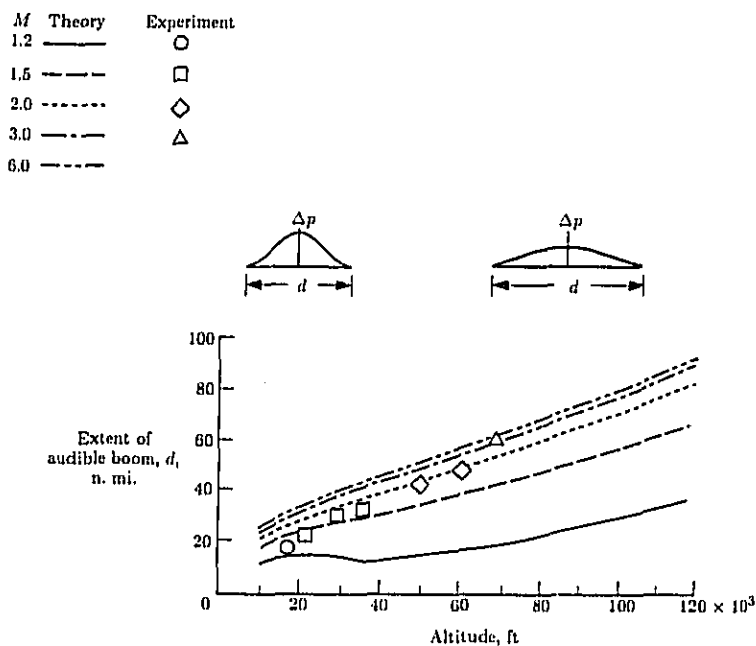 M Theory Experiment
1.2
1.5
2.0
3.0
6.0
Δp Δp
d d
100
80
60
40
20
0
Extent of
audible boom, d,
n. mi.
20 40 60 80 100 120 × 10³
Altitude, ft